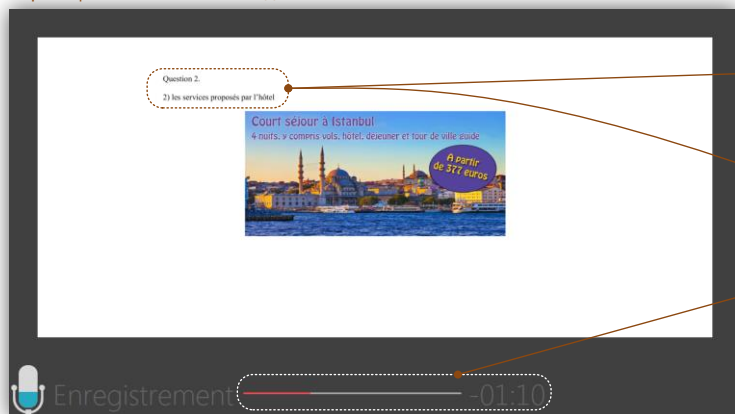 Question 2.
2) les services proposés par l'hôtel
Court séjour à Istanbul
4 nuits, y compris vols, hôtel, déjeuner et tour de ville guidé
A partir
de 377 euros
Enregistrement -01:10